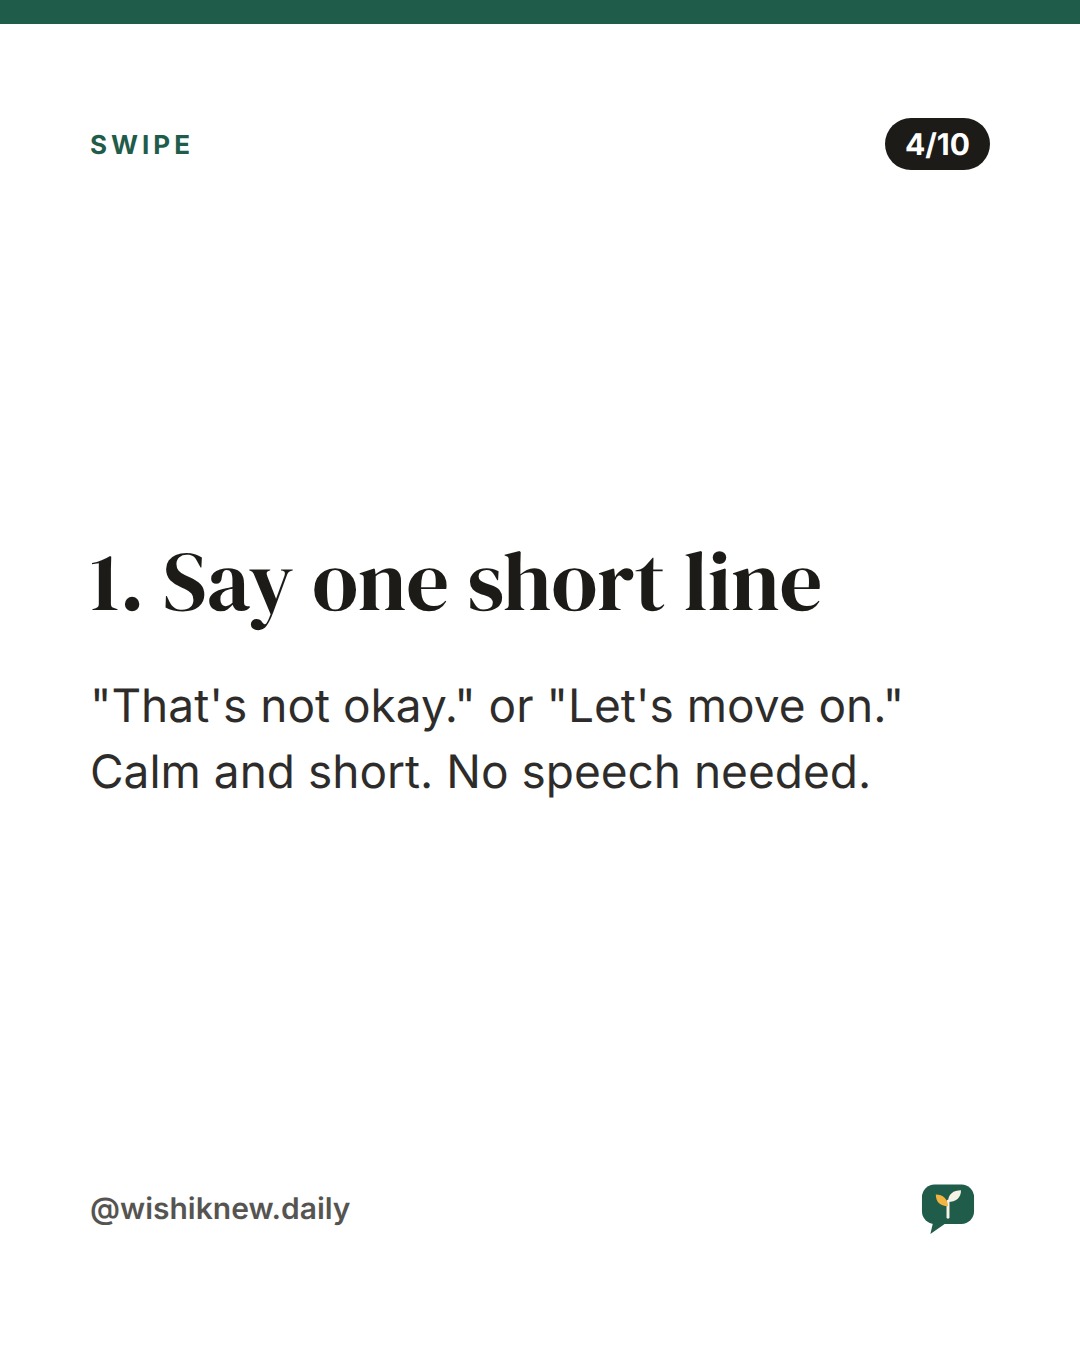 SWIPE
4/10
1. Say one short line
"That's not okay." or "Let's move on."
Calm and short. No speech needed.
@wishiknew.daily